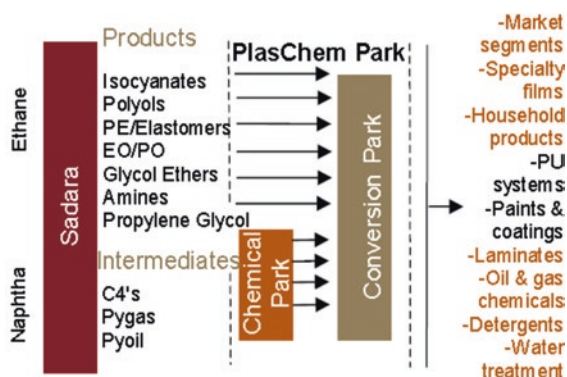 Ethane
Naphtha
Sadara
Products
Isocyanates
Polyols
PE/Elastomers
EO/PO
Glycol Ethers
Amines
Propylene Glycol
Intermediates
C4's
Pygas
Pyoil
PlasChem Park
Chemical
Park
Conversion Park
-Market
segments
-Specialty
films
-Household
products
-PU
systems
-Paints &
coatings
-Laminates
-Oil & gas
chemicals
-Detergents
-Water
treatment